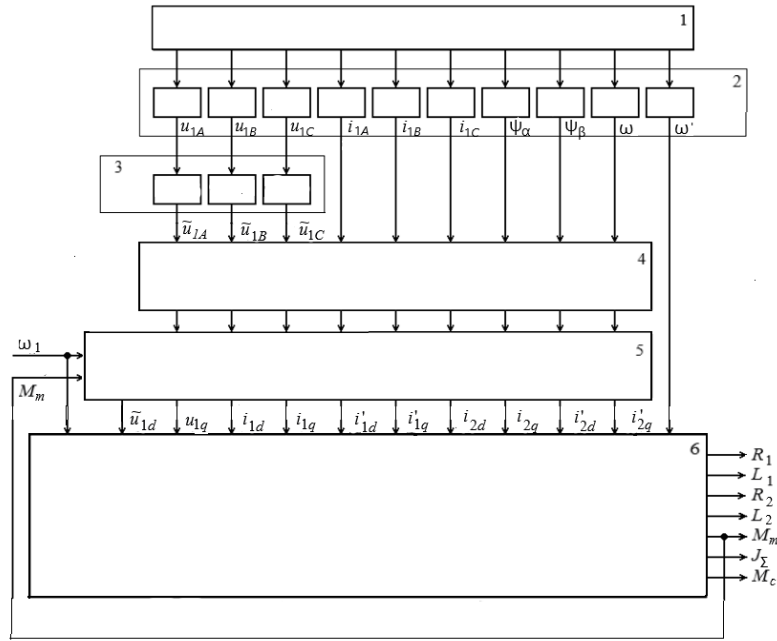 1
2
u1A u1B u1C i1A i1B i1C Ψα Ψβ ω ω'
3
ũ1A ũ1B ũ1C
4
ω1
5
Mm
ũ1d u1q i1d i1q i'1d i'1q i2d i2q i'2d i'2q
6
R1
L1
R2
L2
Mm
JΣ
Mc